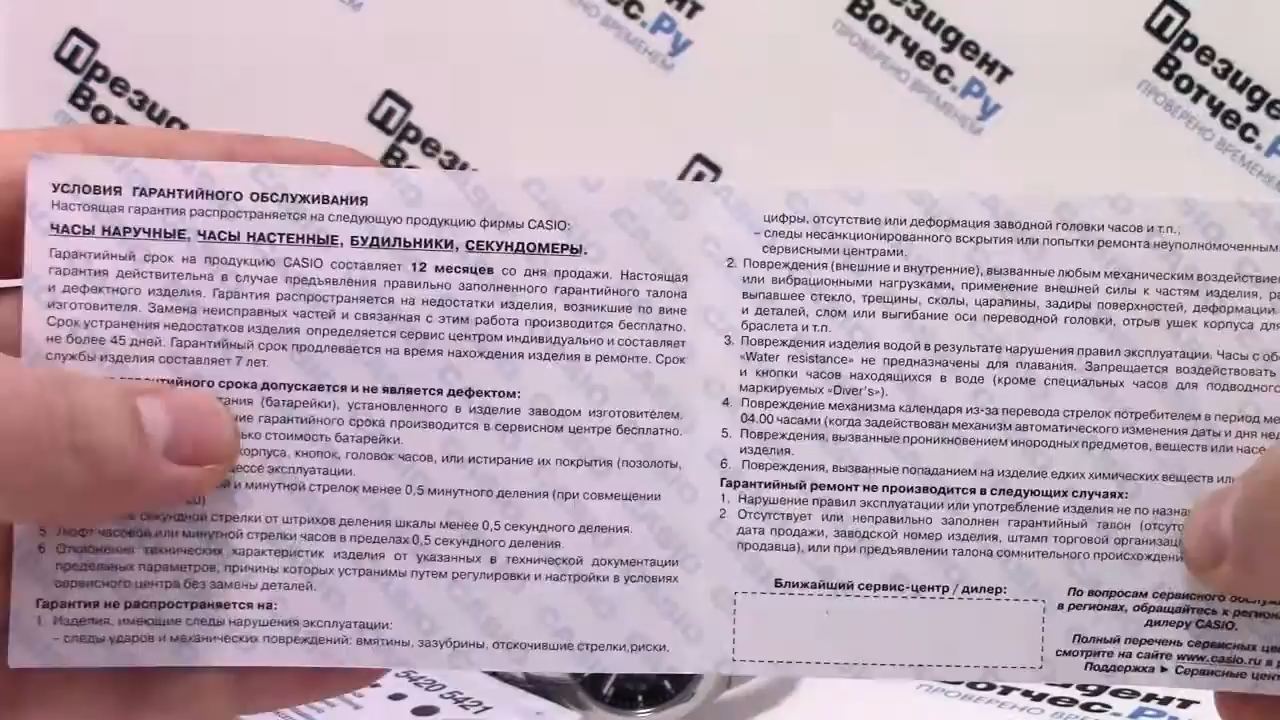 Президент
Вотчес.Ру
ПРОВЕРЕНО ВРЕМЕНЕМ
УСЛОВИЯ ГАРАНТИЙНОГО ОБСЛУЖИВАНИЯ
Настоящая гарантия распространяется на следующую продукцию фирмы CASIO:
ЧАСЫ НАРУЧНЫЕ, ЧАСЫ НАСТЕННЫЕ, БУДИЛЬНИКИ, СЕКУНДОМЕРЫ.
Гарантийный срок на продукцию CASIO составляет 12 месяцев со дня продажи. Настоящая
гарантия действительна в случае предъявления правильно заполненного гарантийного талона
и дефектного изделия. Гарантия распространяется на недостатки изделия, возникшие по вине
изготовителя. Замена неисправных частей и связанная с этим работа производится бесплатно.
Срок устранения недостатков изделия определяется сервис центром индивидуально и составляет
не более 45 дней. Гарантийный срок продлевается на время нахождения изделия в ремонте. Срок
службы изделия составляет 7 лет.
гарантийного срока допускается и не является дефектом:
(батарейки), установленного в изделие заводом изготовителем.
гарантийного срока производится в сервисном центре бесплатно.
стоимость батарейки.
корпуса, кнопок, головок часов, или истирание их покрытия (позолоты,
эксплуатации.
и минутной стрелок менее 0,5 минутного деления (при совмещении
секундной стрелки от штрихов деления шкалы менее 0,5 секундного деления.
5 Люфт часовой или минутной стрелки часов в пределах 0,5 секундного деления.
6 Отклонения технических характеристик изделия от указанных в технической документации
предельных параметров, причины которых устранимы путем регулировки и настройки в условиях
сервисного центра без замены деталей.
Гарантия не распространяется на:
1. Изделия, имеющие следы нарушения эксплуатации:
– следы ударов и механических повреждений: вмятины, зазубрины, отскочившие стрелки,риски,
цифры, отсутствие или деформация заводной головки часов и т.п.;
– следы несанкционированного вскрытия или попытки ремонта неуполномоченным
сервисными центрами.
2. Повреждения (внешние и внутренние), вызванные любым механическим воздействие
или вибрационными нагрузками, применение внешней силы к частям изделия, ра
выпавшее стекло, трещины, сколы, царапины, задиры поверхностей, деформаци
и деталей, слом или выгибание оси переводной головки, отрыв ушек корпуса для
браслета и т.п.
3. Повреждения изделия водой в результате нарушения правил эксплуатации. Часы с об
«Water resistance» не предназначены для плавания. Запрещается воздействовать
и кнопки часов находящихся в воде (кроме специальных часов для подводного
маркируемых «Diver's»).
4. Повреждение механизма календаря из-за перевода стрелок потребителем в период ме
04.00 часами (когда задействован механизм автоматического изменения даты и дня нед
5. Повреждения, вызванные проникновением инородных предметов, веществ или насе
изделия.
6. Повреждения, вызванные попаданием на изделие едких химических веществ или
Гарантийный ремонт не производится в следующих случаях:
1. Нарушение правил эксплуатации или употребление изделия не по назна
2 Отсутствует или неправильно заполнен гарантийный талон (отсутс
дата продажи, заводской номер изделия, штамп торговой организац
продавца), или при предъявлении талона сомнительного происхожден
Ближайший сервис-центр / дилер:
По вопросам сервисного обслуж
в регионах, обращайтесь к регион
дилеру CASIO.
Полный перечень сервисных це
смотрите на сайте www.casio.ru в
Поддержка ► Сервисные цен
5420 5421